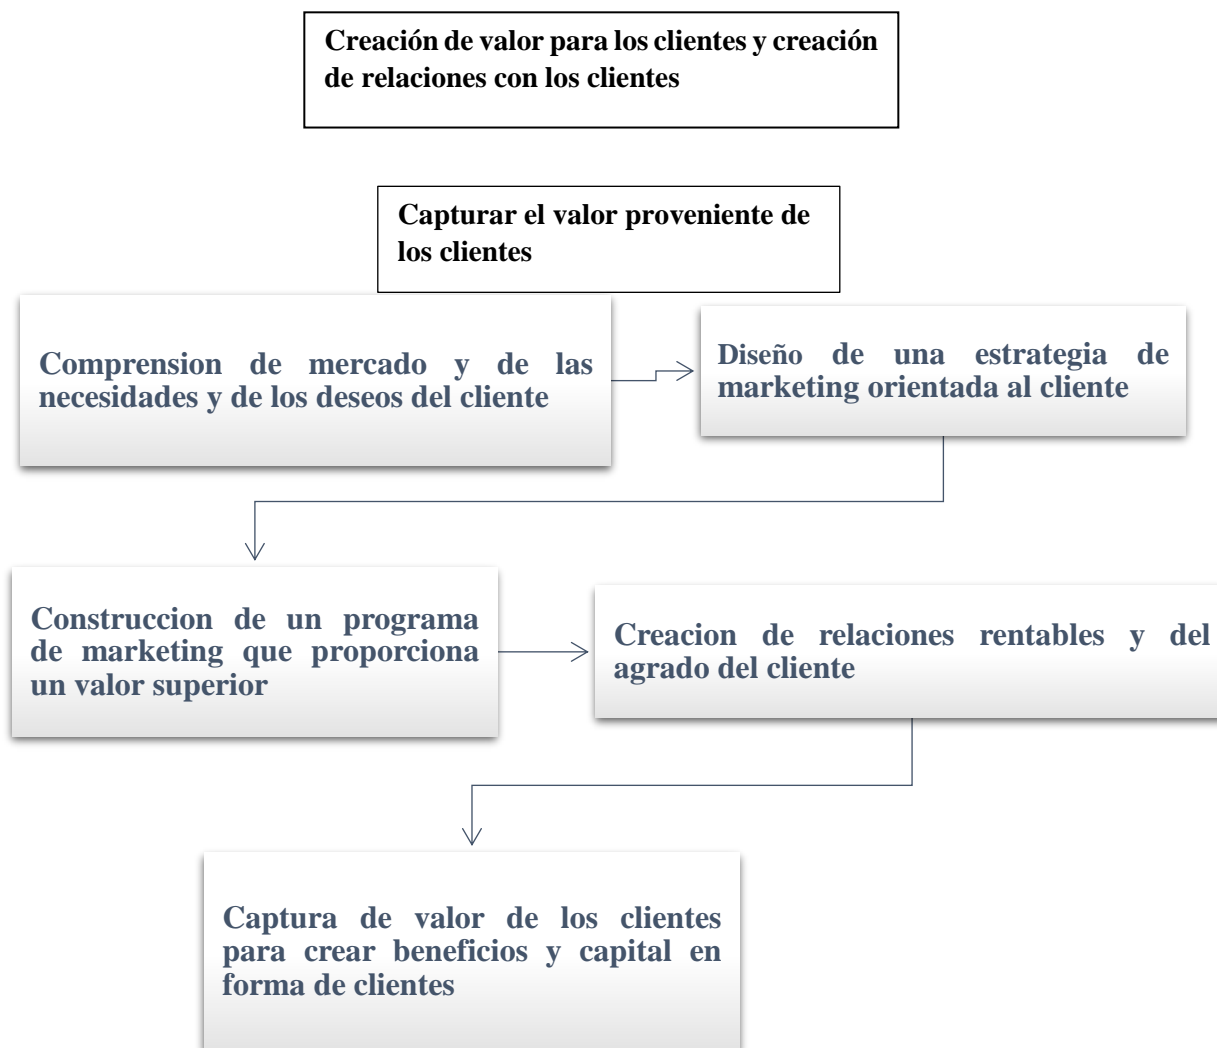 Creación de valor para los clientes y creación
de relaciones con los clientes
Capturar el valor proveniente de
los clientes
Comprension de mercado y de las
necesidades y de los deseos del cliente
Diseño de una estrategia de
marketing orientada al cliente
Construccion de un programa
de marketing que proporciona
un valor superior
Creacion de relaciones rentables y del
agrado del cliente
Captura de valor de los clientes
para crear beneficios y capital en
forma de clientes